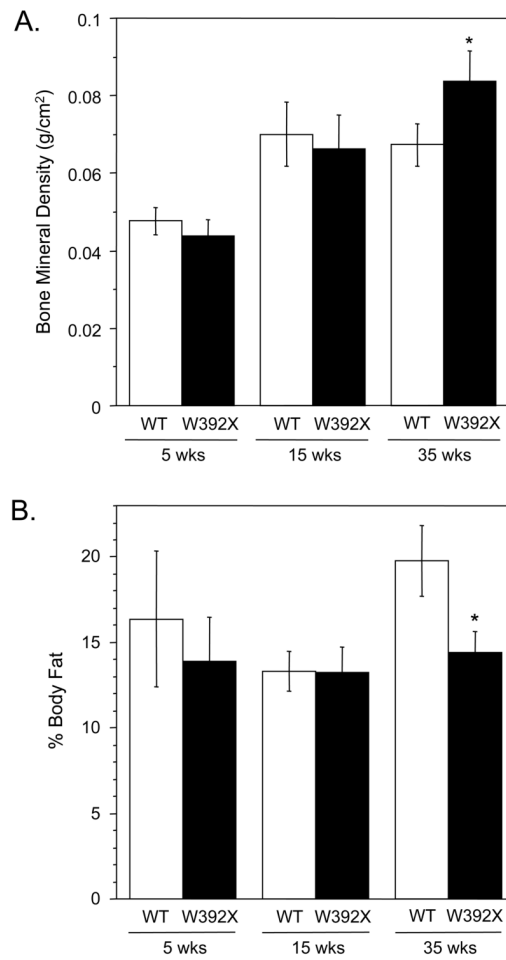 A.
Bone Mineral Density (g/cm²)
0.1
0.08
0.06
0.04
0.02
0
*
WT W392X WT W392X WT W392X
5 wks 15 wks 35 wks
B.
% Body Fat
20
15
10
5
0
*
WT W392X WT W392X WT W392X
5 wks 15 wks 35 wks